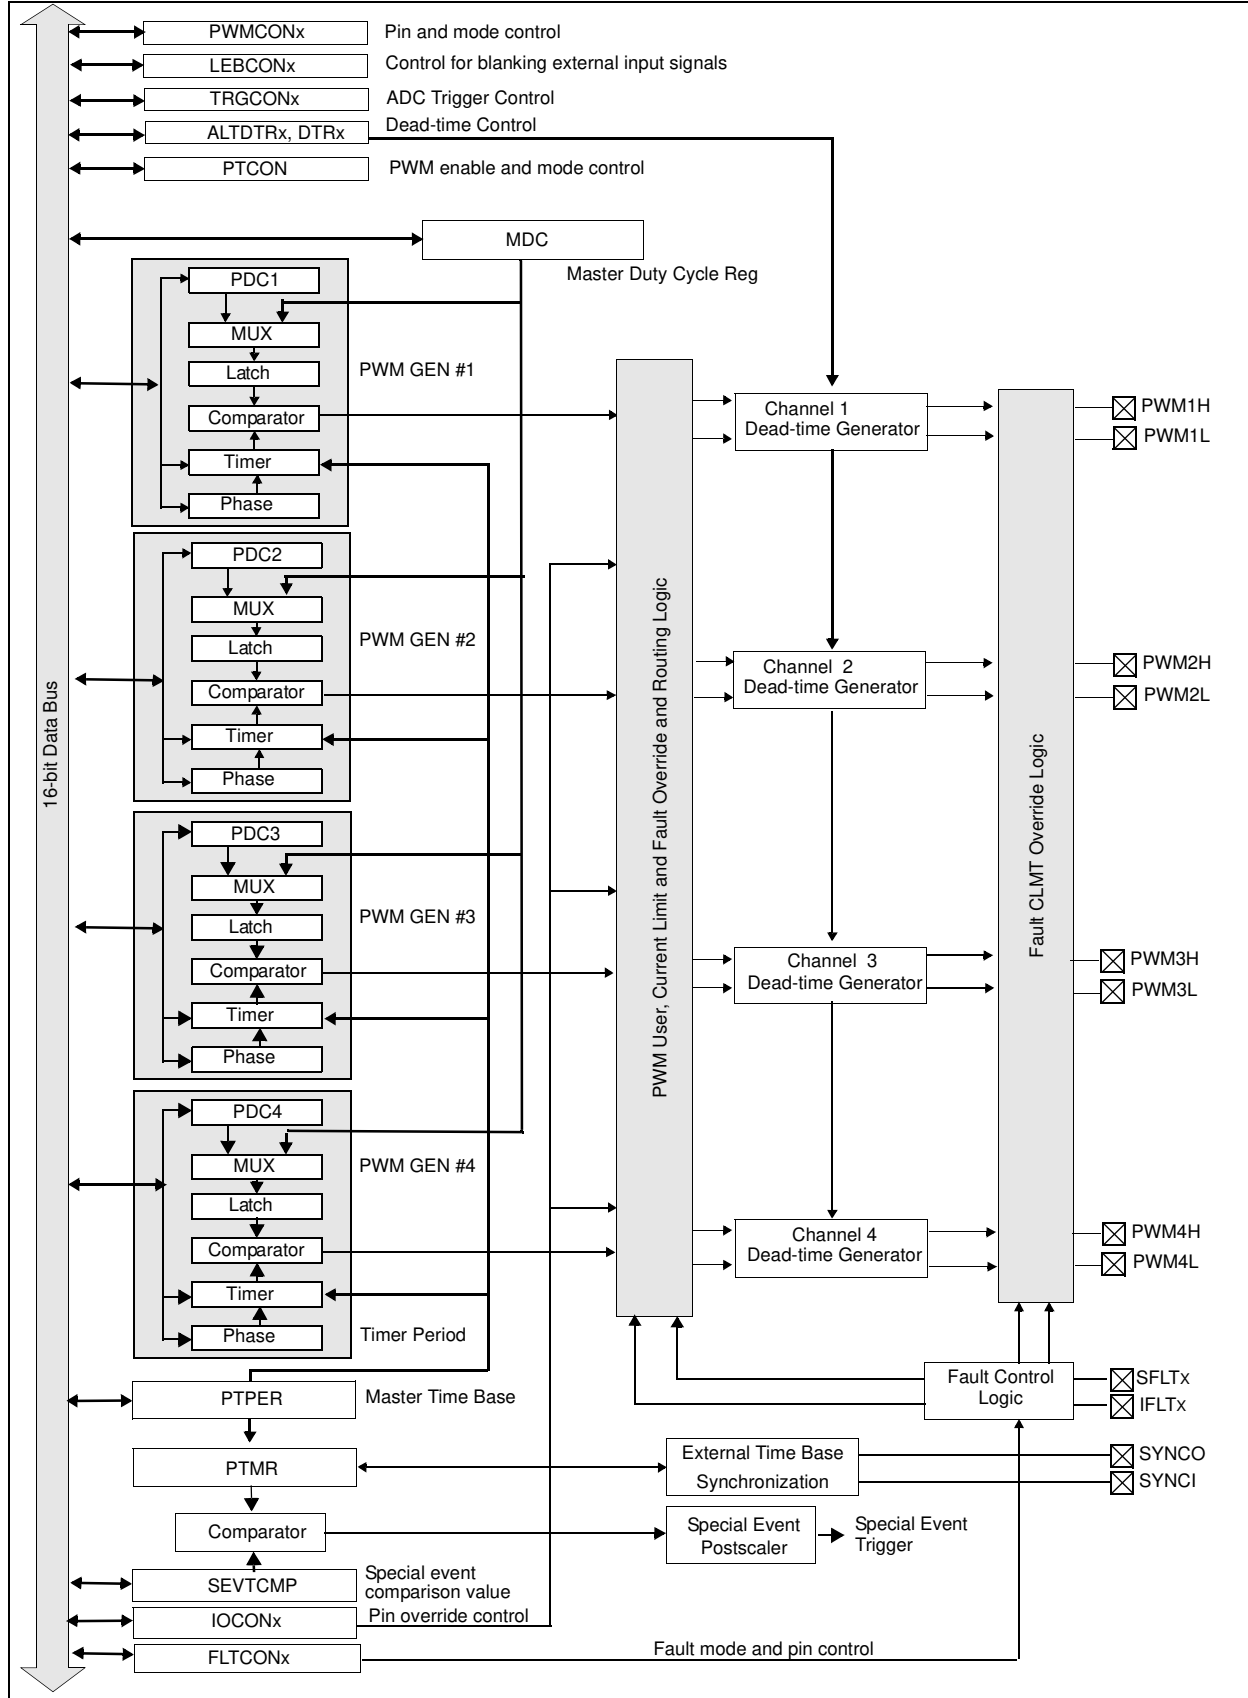 PWMCONx
Pin and mode control
LEBCONx
Control for blanking external input signals
TRGCONx
ADC Trigger Control
ALTDTRx, DTRx
Dead-time Control
PTCON
PWM enable and mode control
MDC
Master Duty Cycle Reg
16-bit Data Bus
PDC1
MUX
Latch
Comparator
Timer
Phase
PWM GEN #1
PDC2
MUX
Latch
Comparator
Timer
Phase
PWM GEN #2
PDC3
MUX
Latch
Comparator
Timer
Phase
PWM GEN #3
PDC4
MUX
Latch
Comparator
Timer
Phase
PWM GEN #4
Timer Period
PWM User, Current Limit and Fault Override and Routing Logic
Channel 1
Dead-time Generator
Channel 2
Dead-time Generator
Channel 3
Dead-time Generator
Channel 4
Dead-time Generator
Fault CLMT Override Logic
PWM1H
PWM1L
PWM2H
PWM2L
PWM3H
PWM3L
PWM4H
PWM4L
Fault Control
Logic
SFLTx
IFLTx
PTPER
Master Time Base
PTMR
External Time Base
Synchronization
SYNCO
SYNCI
Comparator
Special Event
Postscaler
Special Event
Trigger
SEVTCMP
Special event
comparison value
IOCONx
Pin override control
FLTCONx
Fault mode and pin control